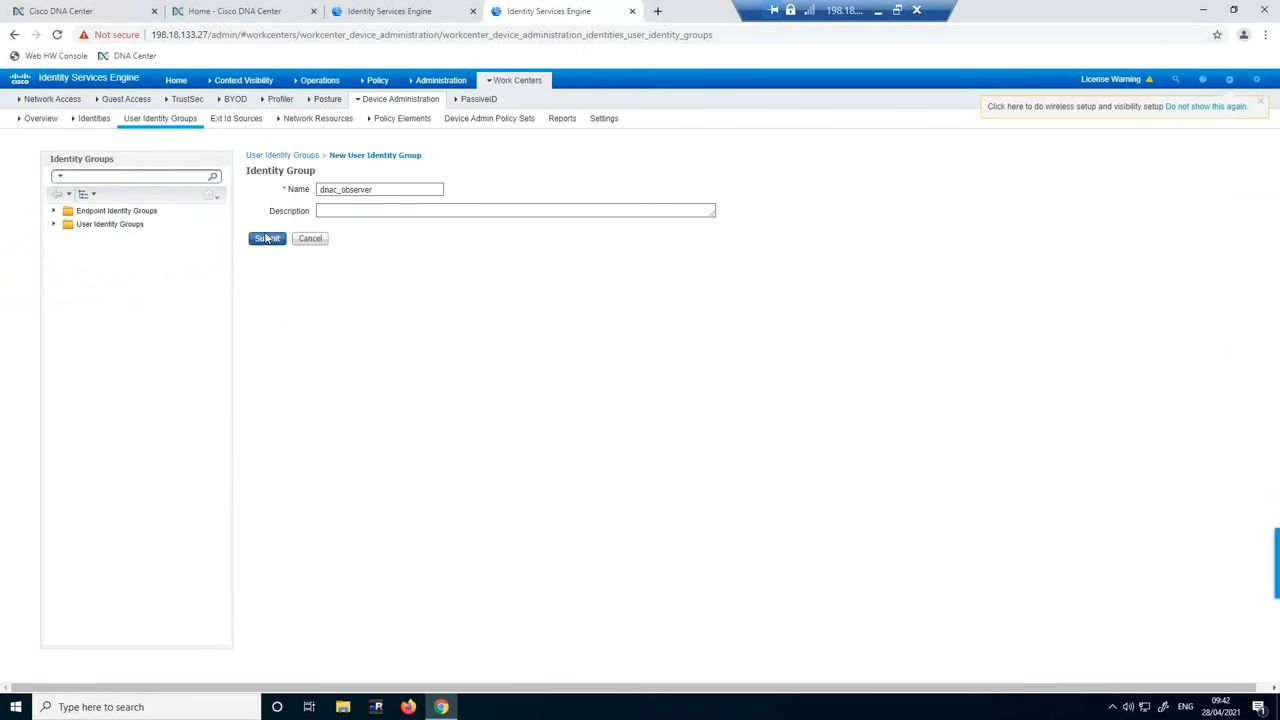 Cisco DNA Center
Home - Cisco DNA Center
Identity Services Engine
Identity Services Engine
198.18....
Not secure
198.18.133.27/admin/#workcenters/workcenter_device_administration/workcenter_device_administration_identities_user_identity_groups
Web HW Console
DNA Center
cisco
Identity Services Engine
Home
Context Visibility
Operations
Policy
Administration
Work Centers
License Warning
Network Access
Guest Access
TrustSec
BYOD
Profiler
Posture
Device Administration
PassiveID
Click here to do wireless setup and visibility setup Do not show this again.
Overview
Identities
User Identity Groups
Ext Id Sources
Network Resources
Policy Elements
Device Admin Policy Sets
Reports
Settings
Identity Groups
Endpoint Identity Groups
User Identity Groups
User Identity Groups > New User Identity Group
Identity Group
* Name
dnac_observer
Description
Submit
Cancel
Type here to search
ENG
09:42
28/04/2021